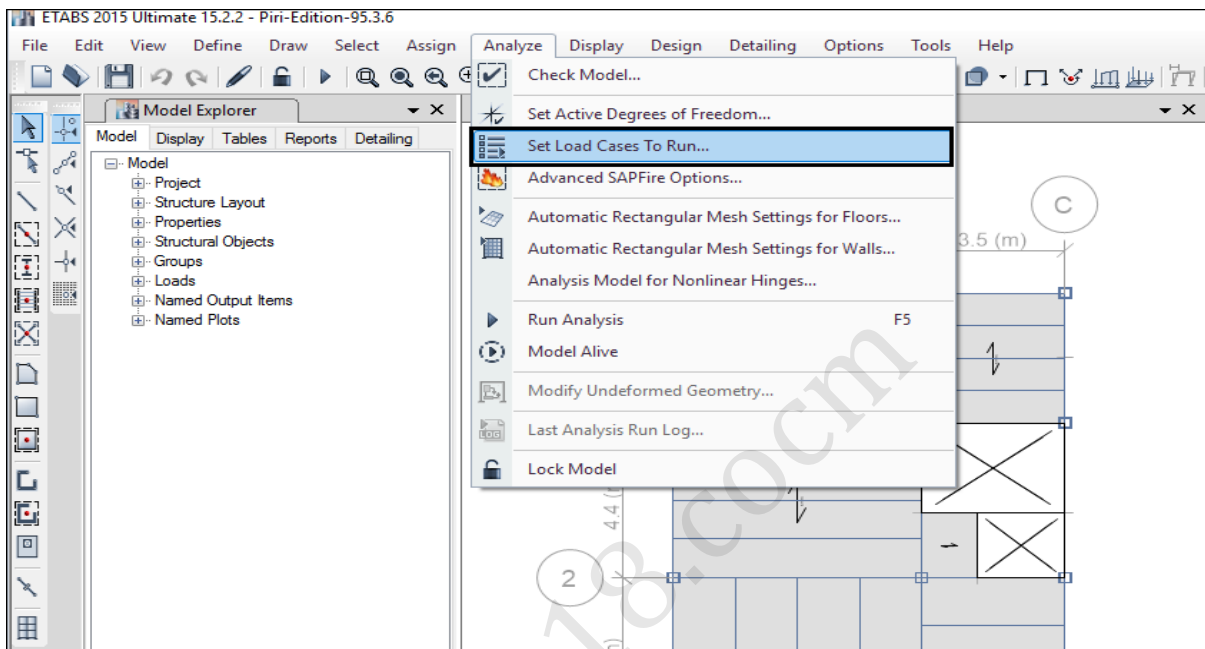 ETABS 2015 Ultimate 15.2.2 - Piri-Edition-95.3.6
File Edit View Define Draw Select Assign Analyze Display Design Detailing Options Tools Help
Model Explorer
Model Display Tables Reports Detailing
Model
Project
Structure Layout
Properties
Structural Objects
Groups
Loads
Named Output Items
Named Plots
Check Model...
Set Active Degrees of Freedom...
Set Load Cases To Run...
Advanced SAPFire Options...
Automatic Rectangular Mesh Settings for Floors...
Automatic Rectangular Mesh Settings for Walls...
Analysis Model for Nonlinear Hinges...
Run Analysis F5
Model Alive
Modify Undeformed Geometry...
Last Analysis Run Log...
Lock Model
C
3.5 (m)
4.4
2
18.cocm